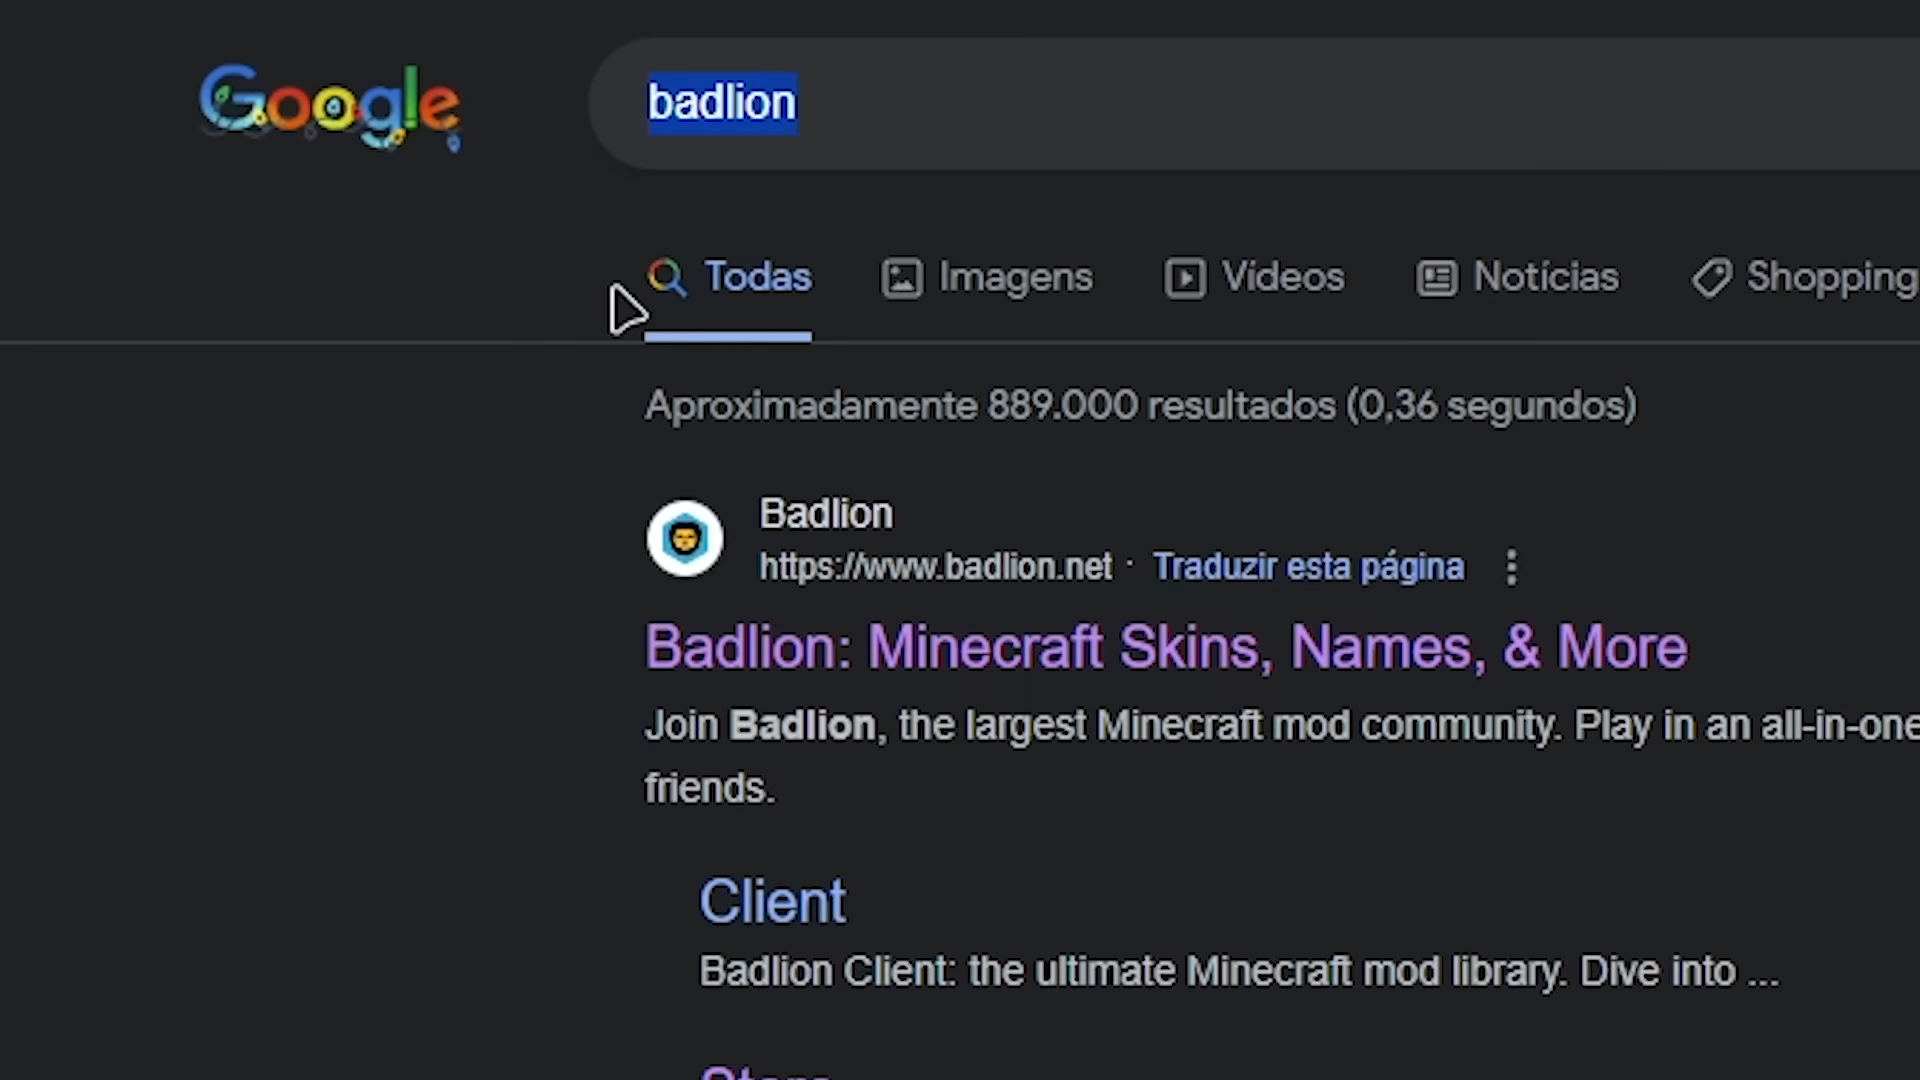 Google
badlion
Todas Imagens Vídeos Notícias Shopping
Aproximadamente 889.000 resultados (0,36 segundos)
Badlion
https://www.badlion.net · Traduzir esta página
Badlion: Minecraft Skins, Names, & More
Join Badlion, the largest Minecraft mod community. Play in an all-in-one
friends.
Client
Badlion Client: the ultimate Minecraft mod library. Dive into ...